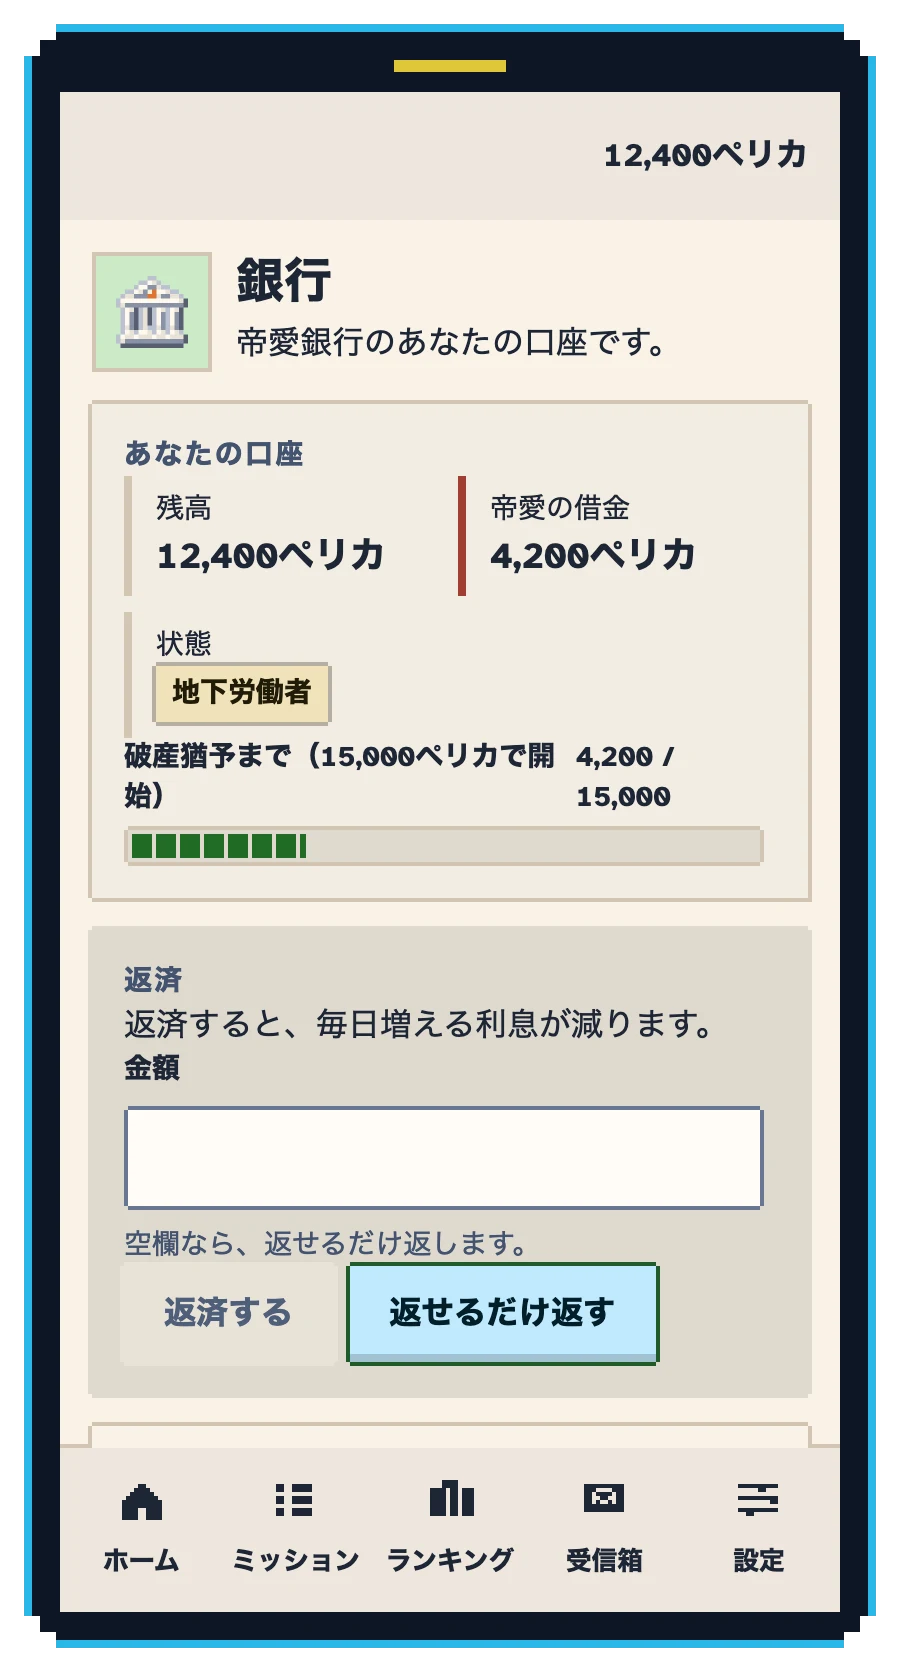 12,400ペリカ
銀行
帝愛銀行のあなたの口座です。
あなたの口座
残高
12,400ペリカ
帝愛の借金
4,200ペリカ
状態
地下労働者
破産猶予まで（15,000ペリカで開
始）
4,200 /
15,000
返済
返済すると、毎日増える利息が減ります。
金額
空欄なら、返せるだけ返します。
返済する
返せるだけ返す
ホーム
ミッション
ランキング
受信箱
設定